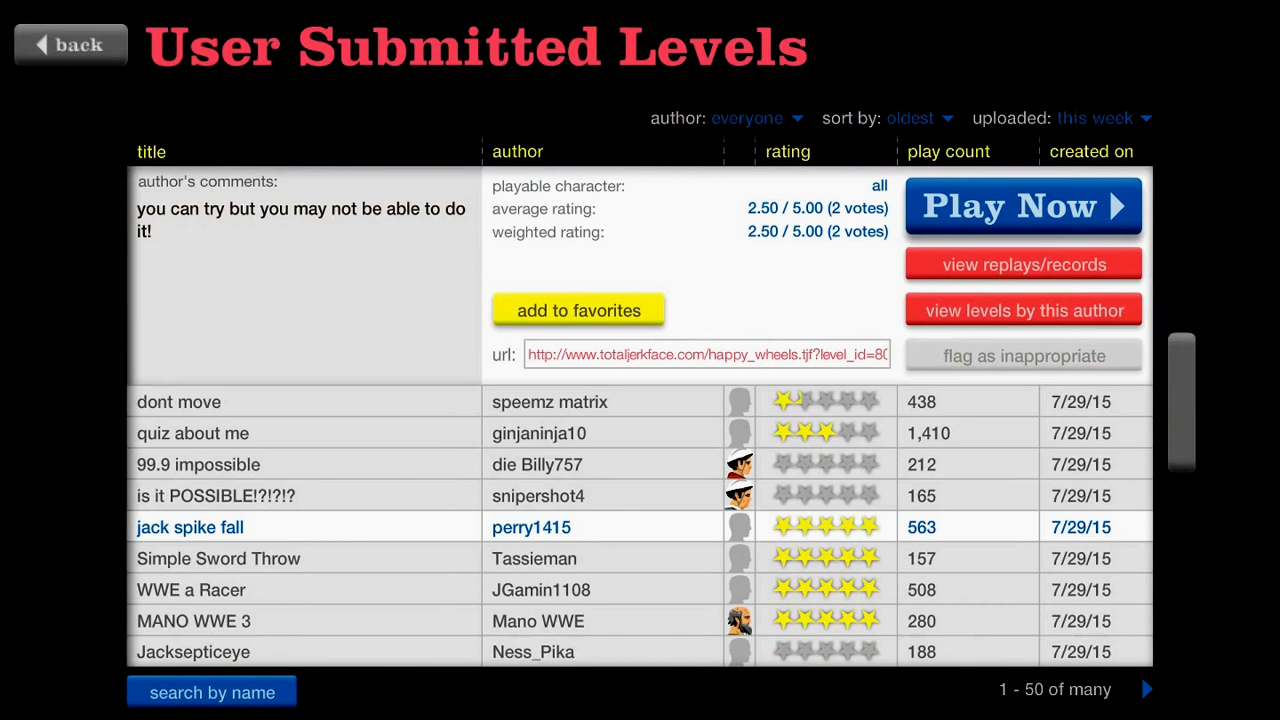 back
User Submitted Levels
author: everyone sort by: oldest uploaded: this week
title author rating play count created on
author's comments:
you can try but you may not be able to do
it!
playable character: all
average rating: 2.50 / 5.00 (2 votes)
weighted rating: 2.50 / 5.00 (2 votes)
add to favorites
url: http://www.totaljerkface.com/happy_wheels.tjf?level_id=8
Play Now
view replays/records
view levels by this author
flag as inappropriate
dont move speemz matrix 438 7/29/15
quiz about me ginjaninja10 1,410 7/29/15
99.9 impossible die Billy757 212 7/29/15
is it POSSIBLE!?!?!? snipershot4 165 7/29/15
jack spike fall perry1415 563 7/29/15
Simple Sword Throw Tassieman 157 7/29/15
WWE a Racer JGamin1108 508 7/29/15
MANO WWE 3 Mano WWE 280 7/29/15
Jacksepticeye Ness_Pika 188 7/29/15
search by name
1 - 50 of many